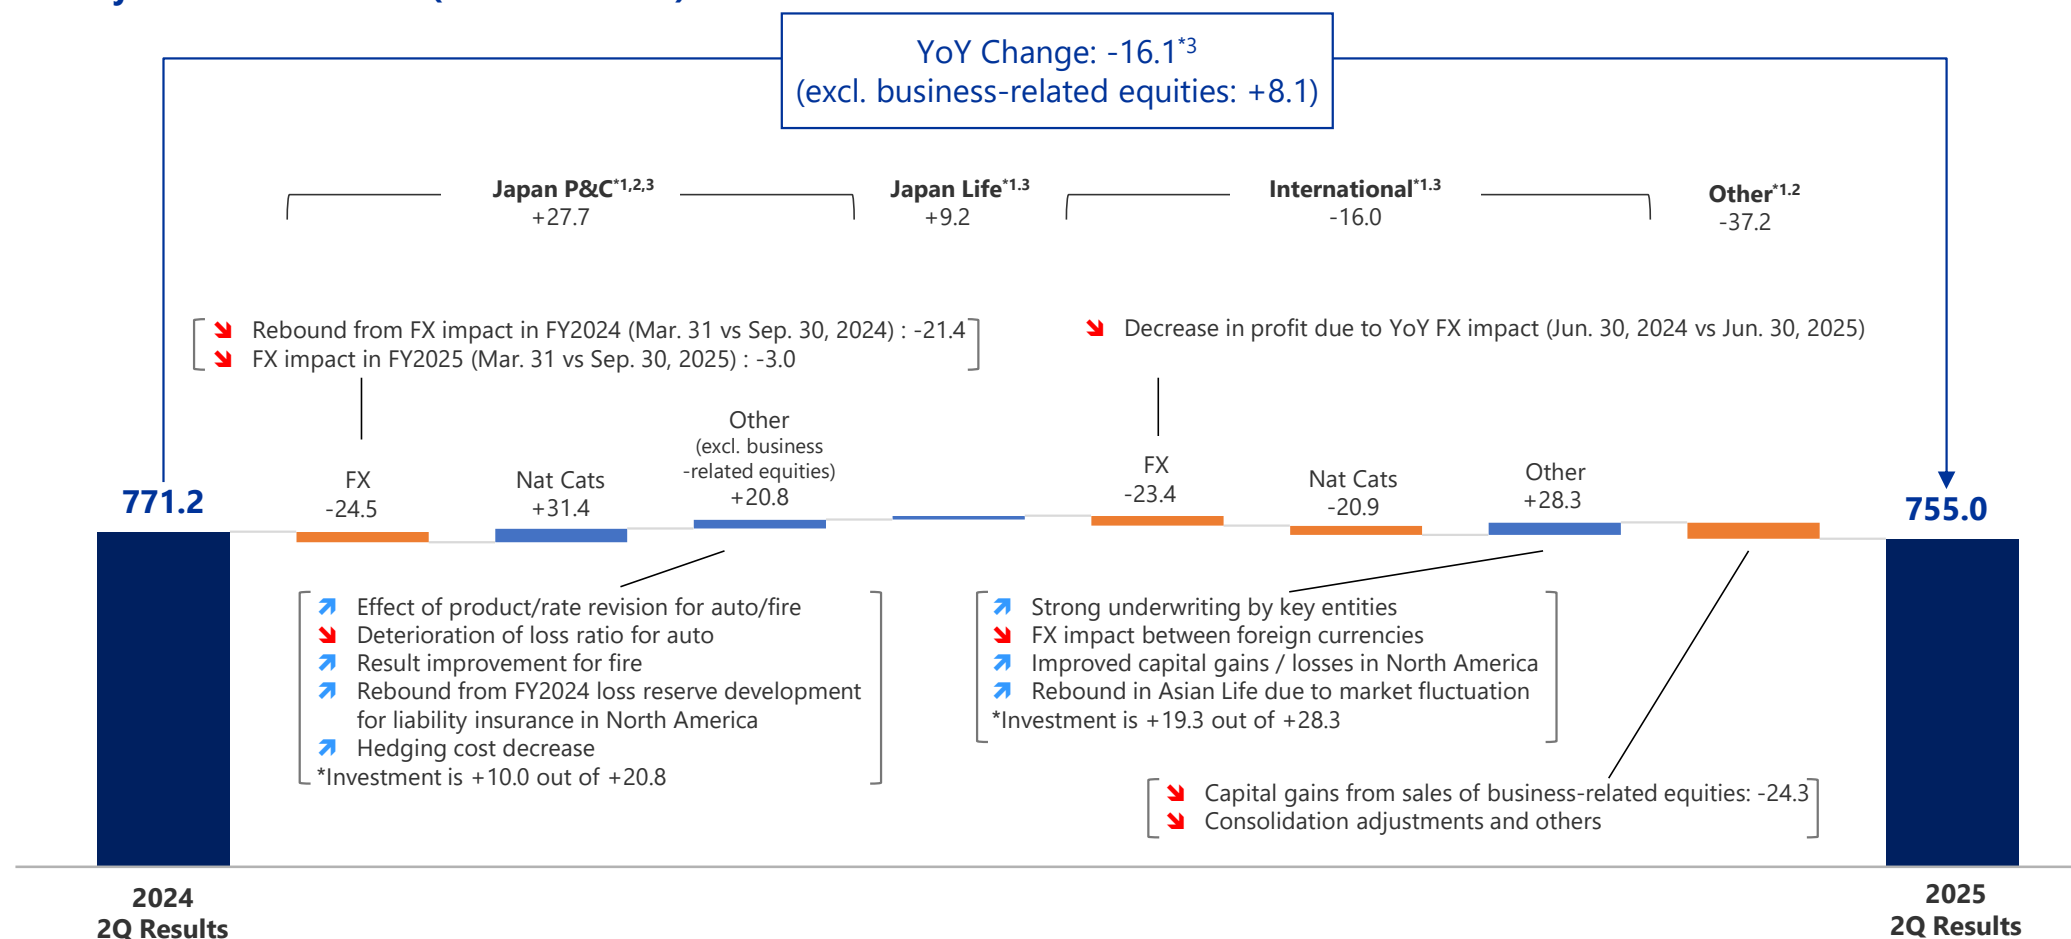 YoY Change: -16.1*3
(excl. business-related equities: +8.1)
Japan P&C*1,2,3
+27.7
Japan Life*1.3
+9.2
International*1.3
-16.0
Other*1.2
-37.2
Rebound from FX impact in FY2024 (Mar. 31 vs Sep. 30, 2024) : -21.4
FX impact in FY2025 (Mar. 31 vs Sep. 30, 2025) : -3.0
Decrease in profit due to YoY FX impact (Jun. 30, 2024 vs Jun. 30, 2025)
771.2
FX
-24.5
Nat Cats
+31.4
Other
(excl. business
-related equities)
+20.8
FX
-23.4
Nat Cats
-20.9
Other
+28.3
755.0
Effect of product/rate revision for auto/fire
Deterioration of loss ratio for auto
Result improvement for fire
Rebound from FY2024 loss reserve development
for liability insurance in North America
Hedging cost decrease
*Investment is +10.0 out of +20.8
Strong underwriting by key entities
FX impact between foreign currencies
Improved capital gains / losses in North America
Rebound in Asian Life due to market fluctuation
*Investment is +19.3 out of +28.3
Capital gains from sales of business-related equities: -24.3
Consolidation adjustments and others
2024
2Q Results
2025
2Q Results